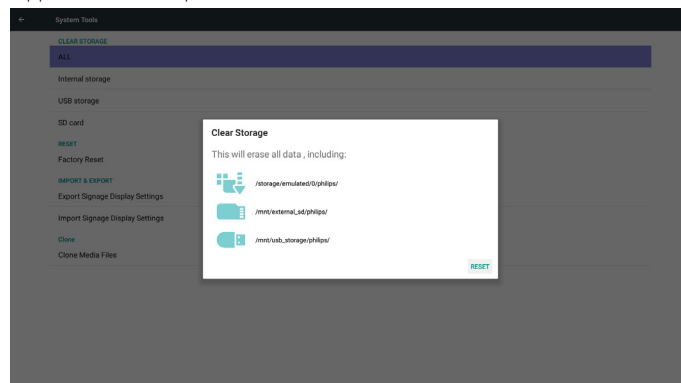 System Tools
CLEAR STORAGE
ALL
Internal storage
USB storage
SD card
RESET
Factory Reset
IMPORT & EXPORT
Export Signage Display Settings
Import Signage Display Settings
Clone
Clone Media Files
Clear Storage
This will erase all data , including:
/storage/emulated/0/philips/
/mnt/external_sd/philips/
/mnt/usb_storage/philips/
RESET